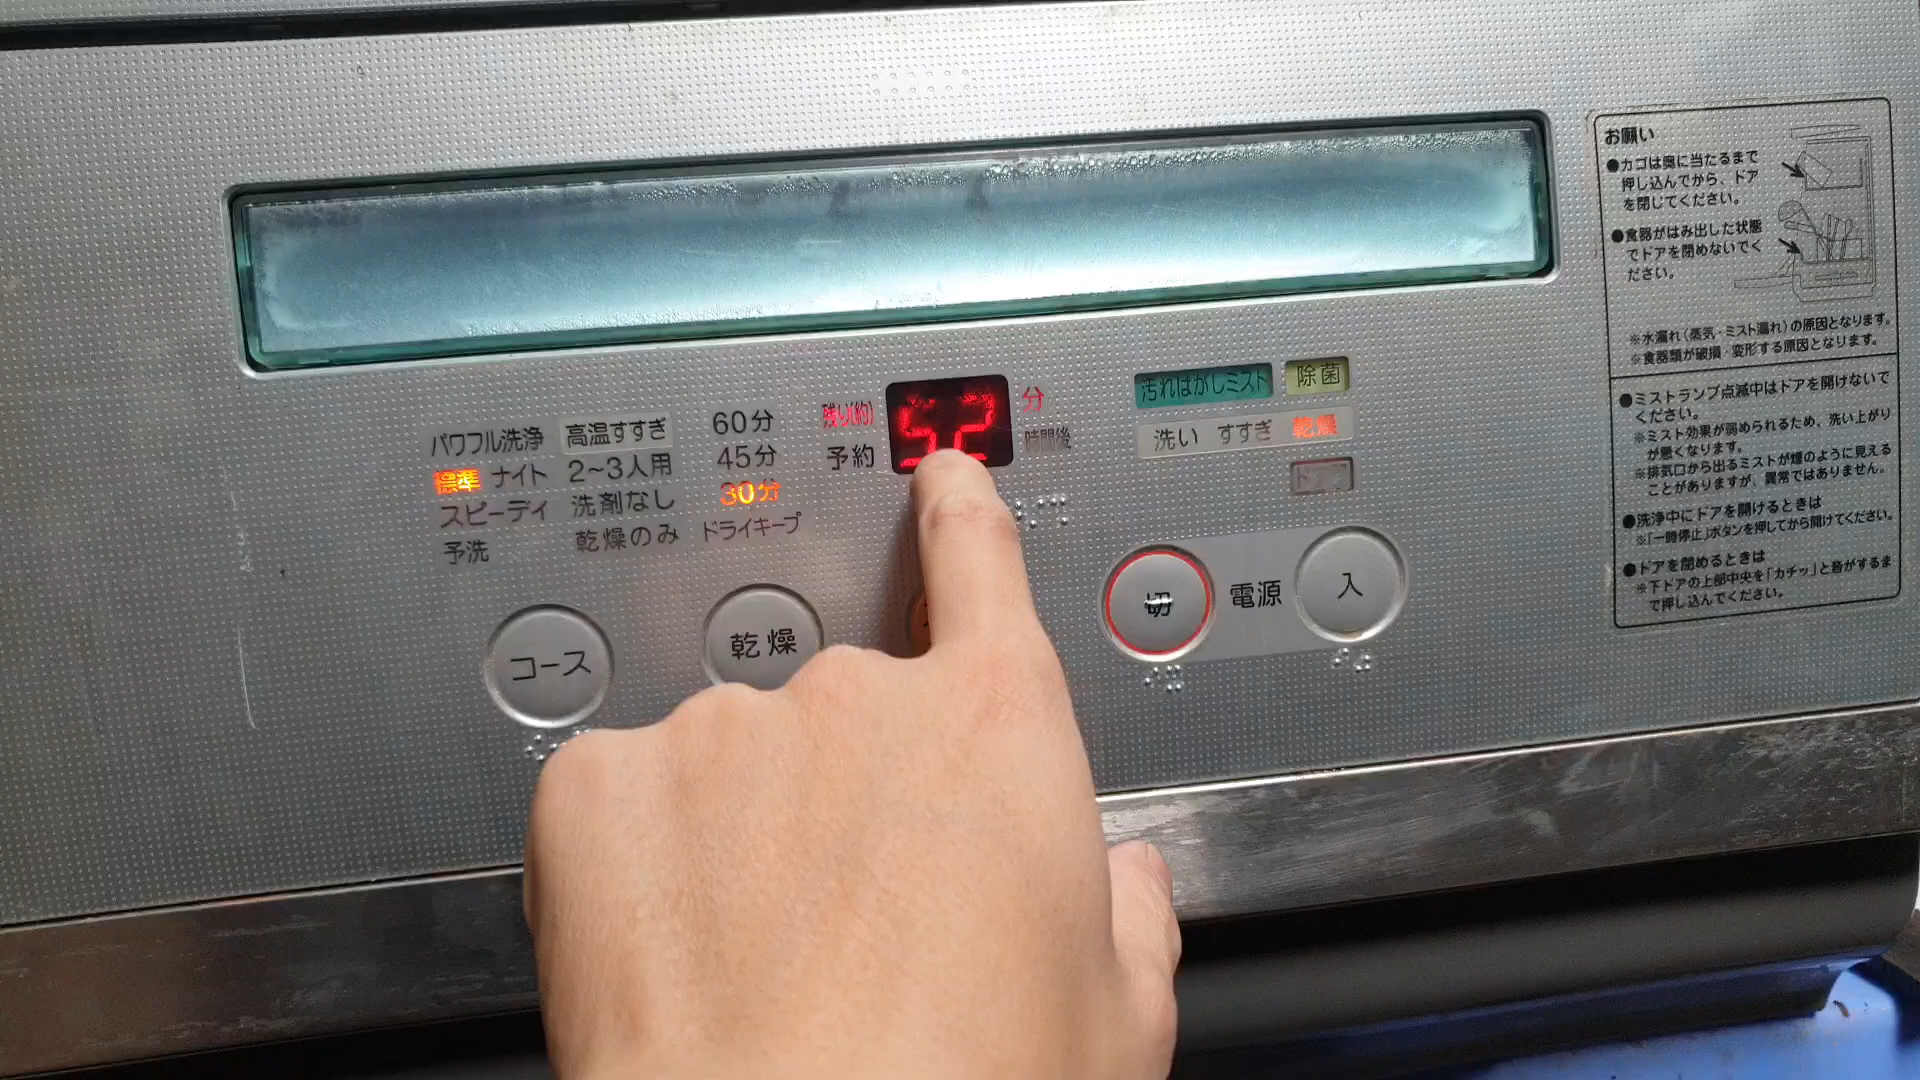 お願い
●カゴは奥に当たるまで
押し込んでから、ドア
を閉じてください。
●食器がはみ出した状態
でドアを閉めないでく
ださい。
※水漏れ(蒸気・ミスト漏れ)の原因となります。
※食器類が破損・変形する原因となります。
●ミストランプ点滅中はドアを開けないで
ください。
※ミスト効果が弱められるため、洗い上がり
が悪くなります。
※排気口から出るミストが煙のように見える
ことがありますが、異常ではありません。
●洗浄中にドアを開けるときは
※「一時停止」ボタンを押してから開けてください。
●ドアを閉めるときは
※下ドアの上部中央を「カチッ」と音がするま
で押し込んでください。
パワフル洗浄 高温すすぎ
標準 ナイト 2~3人用
スピーディ 洗剤なし
予洗 乾燥のみ
60分
45分
30分
ドライキープ
残り(約) 52 分
予約 時間後
汚れはがしミスト 除菌
洗い すすぎ 乾燥
コース
乾燥
切 電源 入